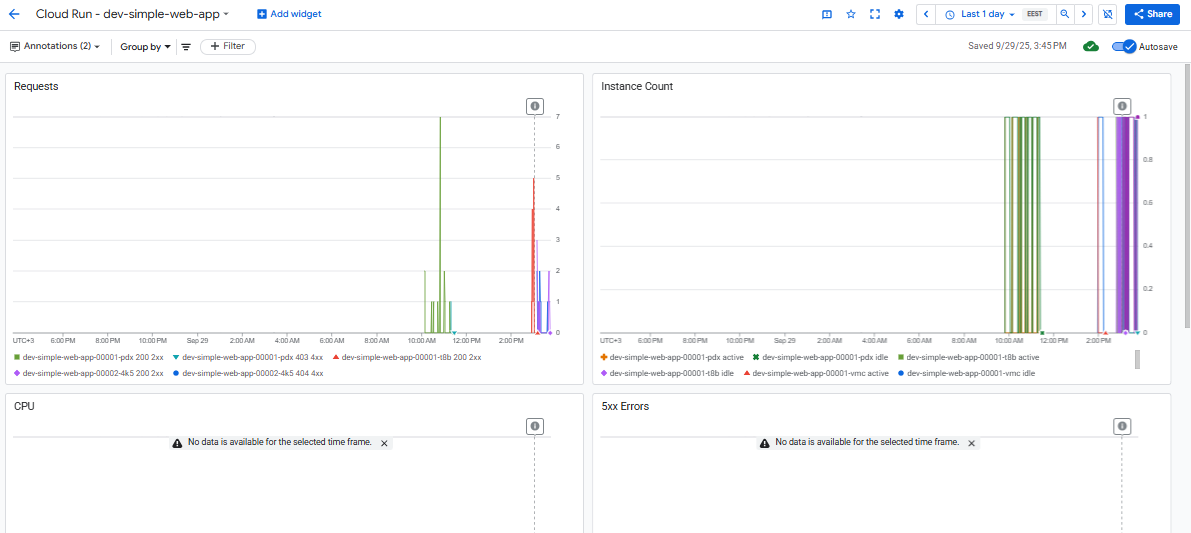 Cloud Run - dev-simple-web-app
Add widget
Last 1 day
EEST
Share
Annotations (2)
Group by
Filter
Saved 9/29/25, 3:45 PM
Autosave
Requests
7
6
5
4
3
2
1
0
UTC+3 6:00 PM 8:00 PM 10:00 PM Sep 29 2:00 AM 4:00 AM 6:00 AM 8:00 AM 10:00 AM 12:00 PM 2:00 PM
dev-simple-web-app-00001-pdx 200 2xx dev-simple-web-app-00001-pdx 403 4xx dev-simple-web-app-00001-t8b 200 2xx
dev-simple-web-app-00002-4k5 200 2xx dev-simple-web-app-00002-4k5 404 4xx
Instance Count
1
0.8
0.6
0.4
0.2
0
UTC+3 6:00 PM 8:00 PM 10:00 PM Sep 29 2:00 AM 4:00 AM 6:00 AM 8:00 AM 10:00 AM 12:00 PM 2:00 PM
dev-simple-web-app-00001-pdx active dev-simple-web-app-00001-pdx idle dev-simple-web-app-00001-t8b active
dev-simple-web-app-00001-t8b idle dev-simple-web-app-00001-vmc active dev-simple-web-app-00001-vmc idle
CPU
No data is available for the selected time frame.
5xx Errors
No data is available for the selected time frame.